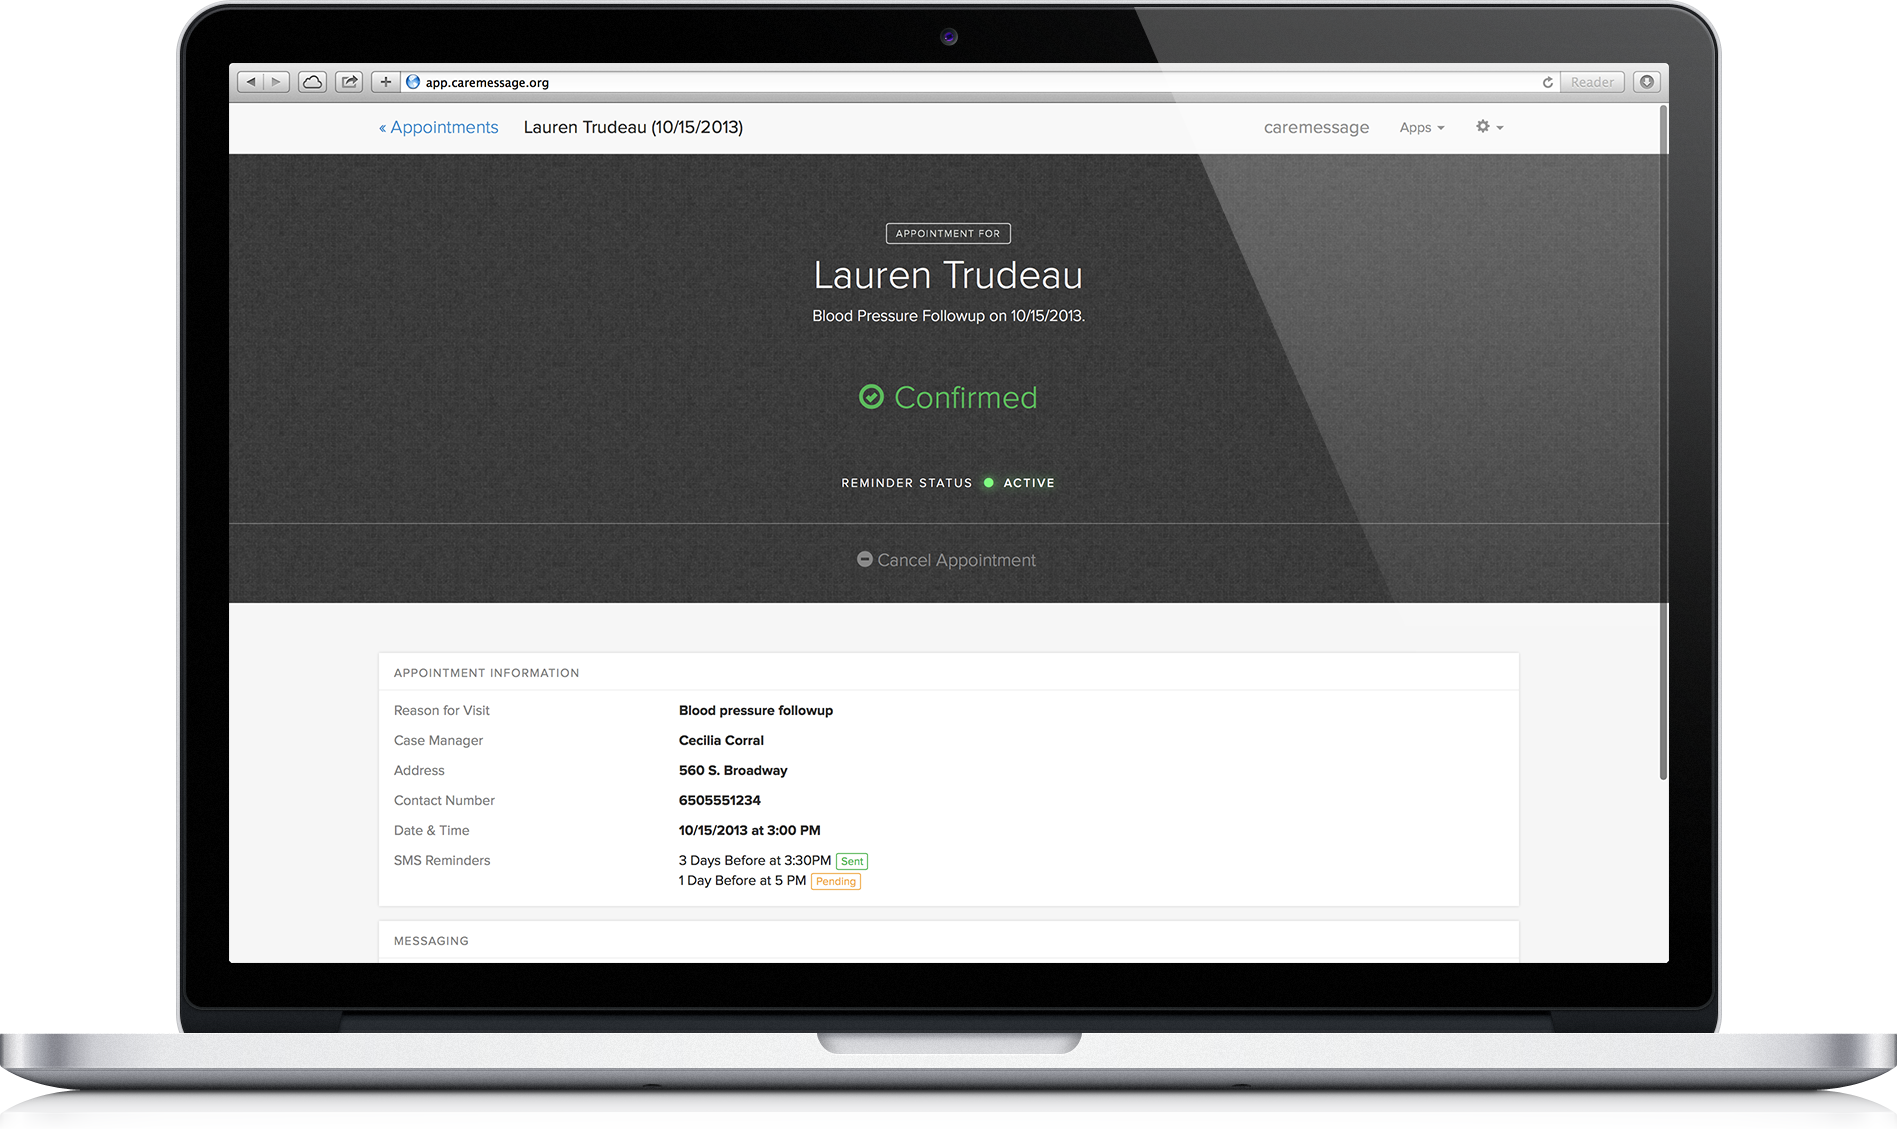 app.caremessage.org
Reader
« Appointments Lauren Trudeau (10/15/2013) caremessage Apps
APPOINTMENT FOR
Lauren Trudeau
Blood Pressure Followup on 10/15/2013.
Confirmed
REMINDER STATUS ACTIVE
Cancel Appointment
APPOINTMENT INFORMATION
Reason for Visit Blood pressure followup
Case Manager Cecilia Corral
Address 560 S. Broadway
Contact Number 6505551234
Date & Time 10/15/2013 at 3:00 PM
SMS Reminders 3 Days Before at 3:30PM Sent
1 Day Before at 5 PM Pending
MESSAGING